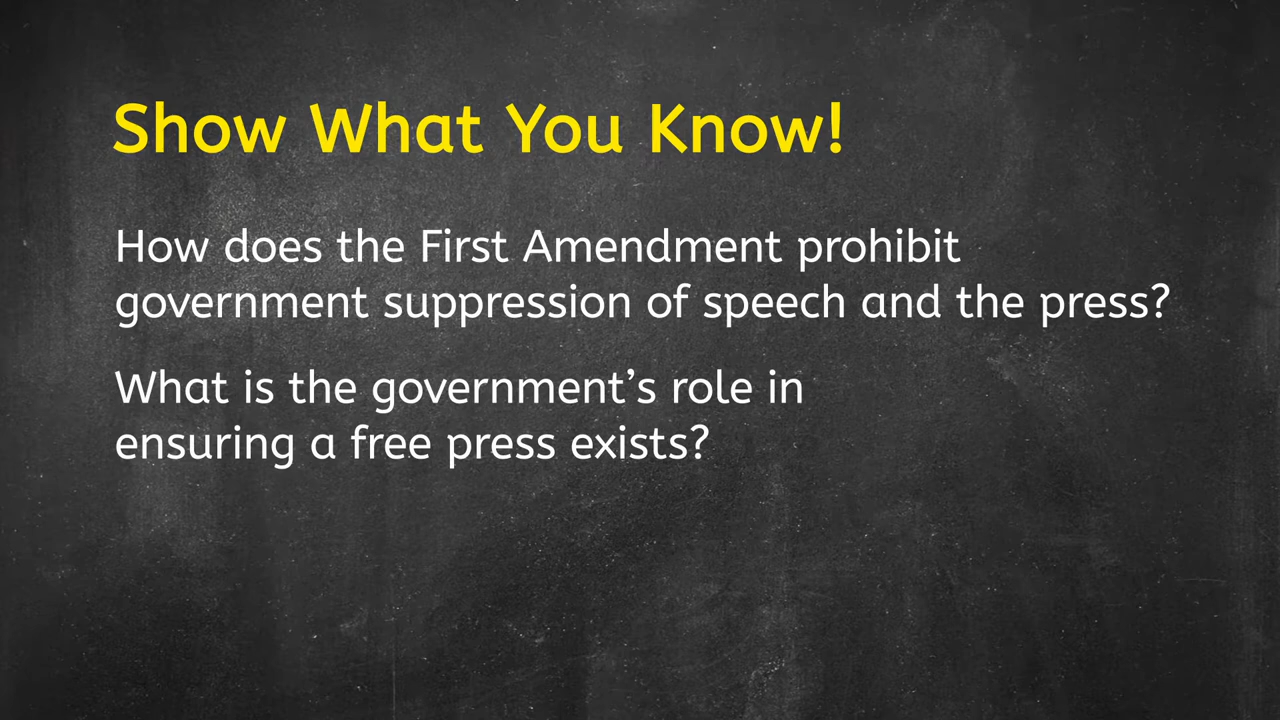 Show What You Know!
How does the First Amendment prohibit
government suppression of speech and the press?
What is the government’s role in
ensuring a free press exists?